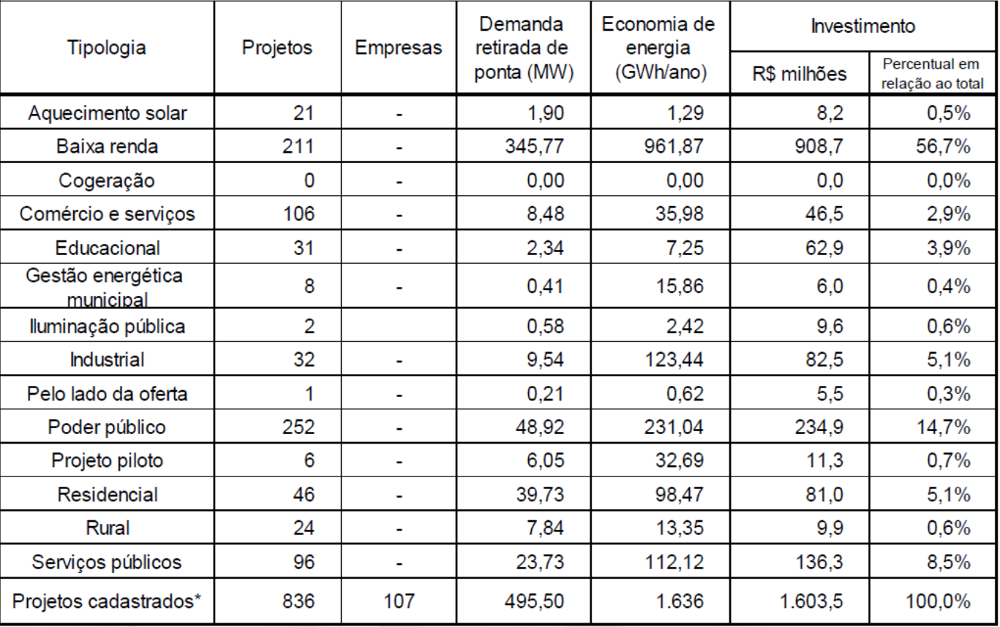 Tipologia Projetos Empresas Demanda retirada de ponta (MW) Economia de energia (GWh/ano) Investimento
R$ milhões Percentual em relação ao total
Aquecimento solar 21 - 1,90 1,29 8,2 0,5%
Baixa renda 211 - 345,77 961,87 908,7 56,7%
Cogeração 0 - 0,00 0,00 0,0 0,0%
Comércio e serviços 106 - 8,48 35,98 46,5 2,9%
Educacional 31 - 2,34 7,25 62,9 3,9%
Gestão energética municipal 8 - 0,41 15,86 6,0 0,4%
Iluminação pública 2 0,58 2,42 9,6 0,6%
Industrial 32 - 9,54 123,44 82,5 5,1%
Pelo lado da oferta 1 - 0,21 0,62 5,5 0,3%
Poder público 252 - 48,92 231,04 234,9 14,7%
Projeto piloto 6 - 6,05 32,69 11,3 0,7%
Residencial 46 - 39,73 98,47 81,0 5,1%
Rural 24 - 7,84 13,35 9,9 0,6%
Serviços públicos 96 - 23,73 112,12 136,3 8,5%
Projetos cadastrados* 836 107 495,50 1.636 1.603,5 100,0%